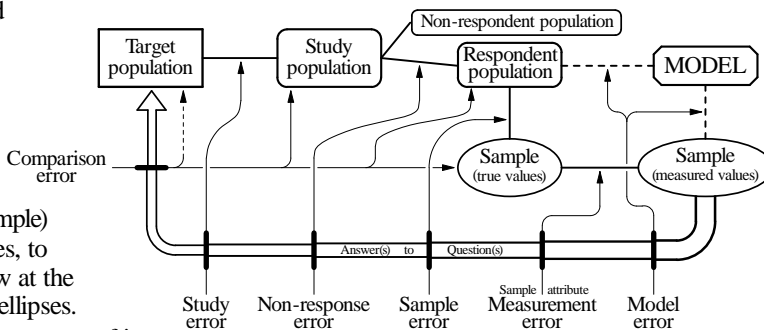 d
Non-respondent population
Target
population
Study
population
Respondent
population
MODEL
Comparison
error
Sample
(true values)
Sample
(measured values)
mple)
es, to
w at the
ellipses.
Answer(s) to Question(s)
Study
error
Non-response
error
Sample
error
Sample attribute
Measurement
error
Model
error